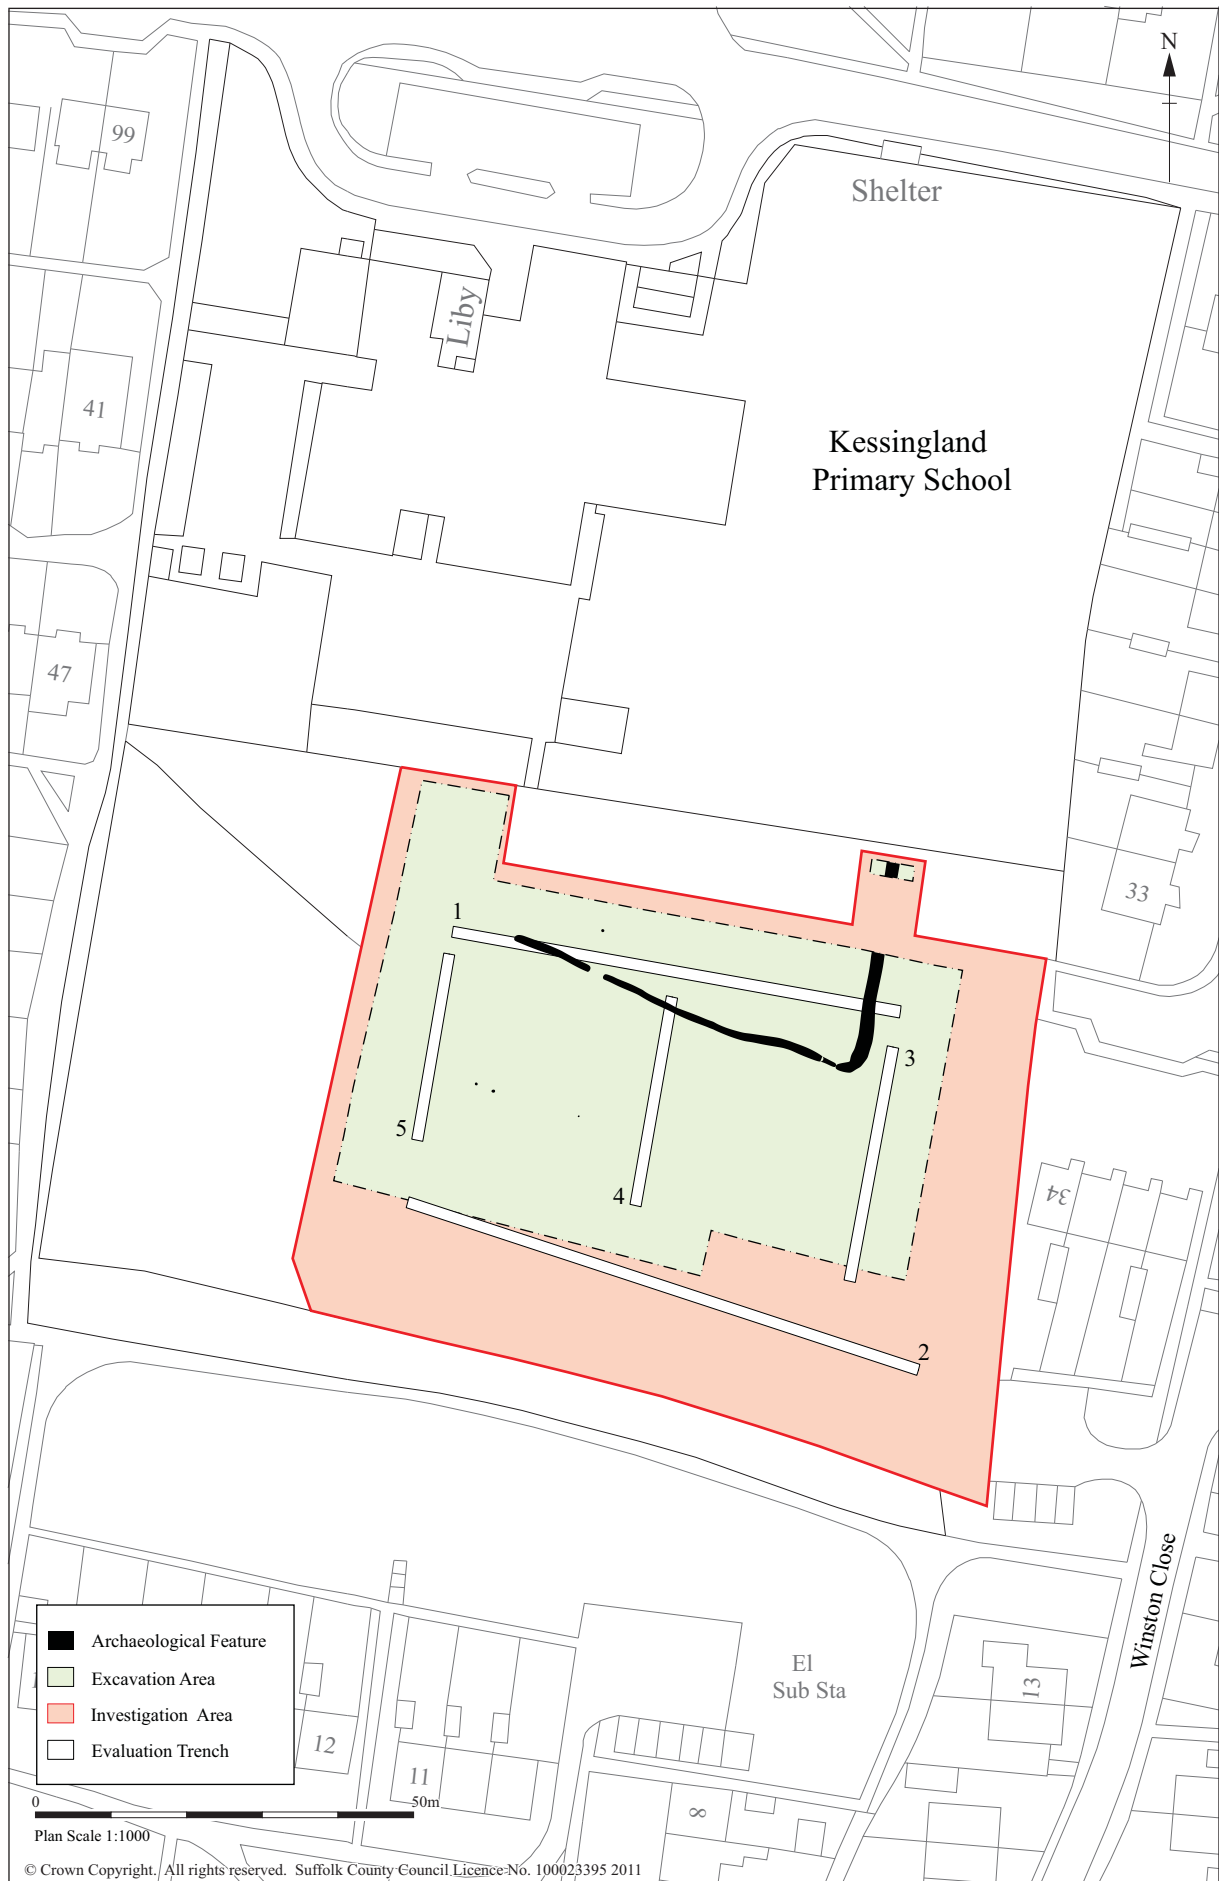 N
99
Shelter
Liby
41
Kessingland
Primary School
47
33
1
3
5
4
34
2
Winston Close
Archaeological Feature
Excavation Area
Investigation Area
Evaluation Trench
El
Sub Sta
13
12
11
8
0
50m
Plan Scale 1:1000
© Crown Copyright. All rights reserved. Suffolk County Council Licence No. 100023395 2011